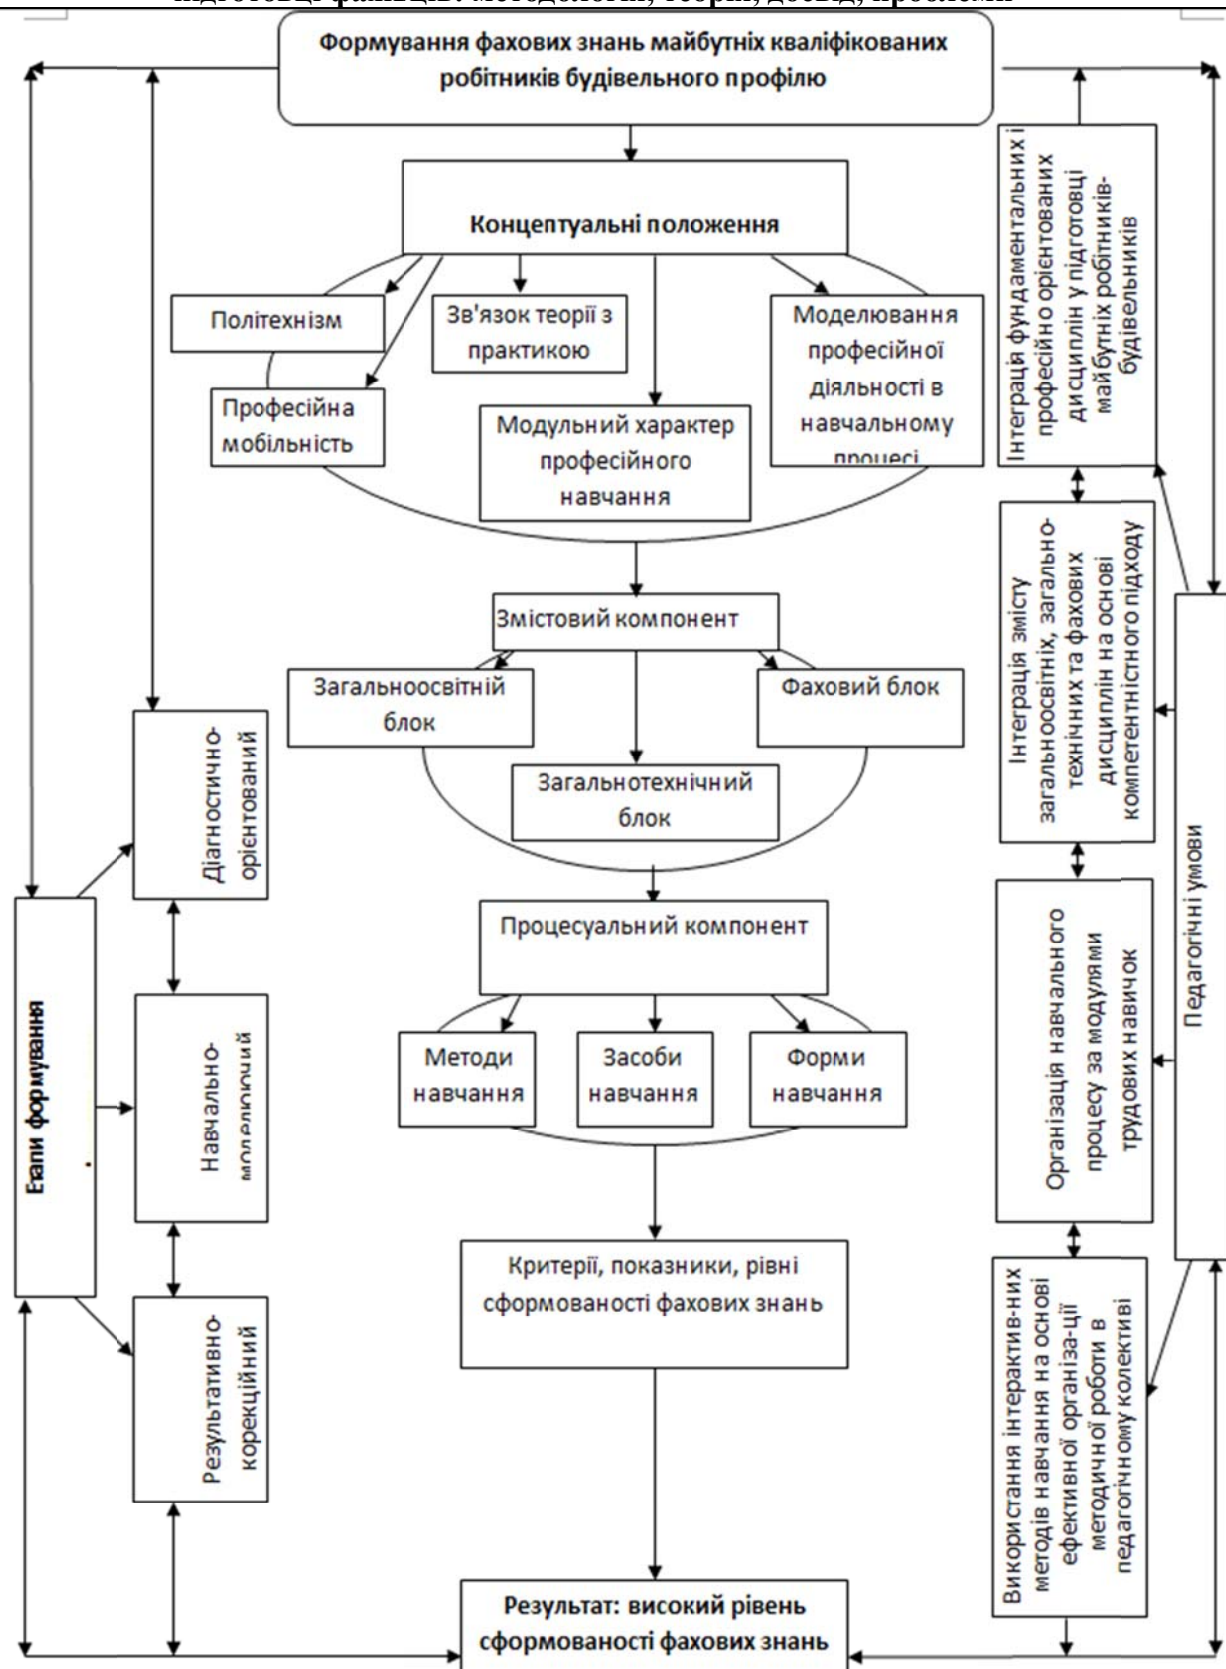 Формування фахових знань майбутніх кваліфікованих
робітників будівельного профілю
Концептуальні положення
Політехнізм
Зв'язок теорії з
практикою
Моделювання
професійної
діяльності в
навчальному
процесі
Професійна
мобільність
Модульний характер
професійного
навчання
Змістовий компонент
Загальноосвітній
блок
Фаховий блок
Загальнотехнічний
блок
Процесуальний компонент
Методи
навчання
Засоби
навчання
Форми
навчання
Критерії, показники, рівні
сформованості фахових знань
Результат: високий рівень
сформованості фахових знань
Етапи формування
.
Діагностично-
орієнтований
Навчально-
моделюючий
Результативно-
корекційний
Інтеграція фундаментальних і
професійно орієнтованих
дисциплін у підготовці
майбутніх робітників-
будівельників
Інтеграція змісту
загальноосвітніх, загально-
технічних та фахових
дисциплін на основі
компетентністного підходу
Організація навчального
процесу за модулями
трудових навичок
Використання інтерактив-них
методів навчання на основі
ефективної організа-ції
методичної роботи в
педагогічному колективі
Педагогічні умови